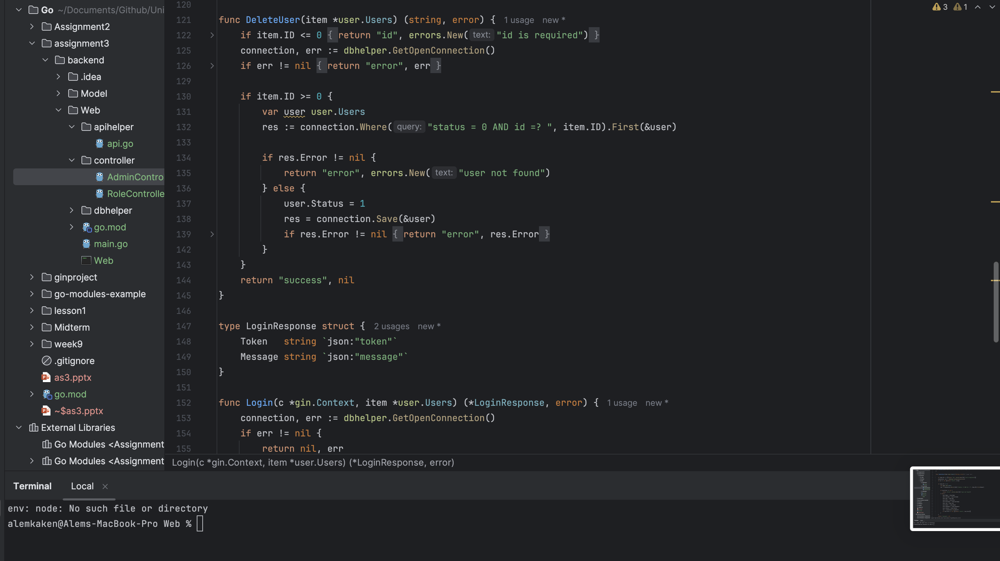 Go ~/Documents/Github/Uni
Assignment2
assignment3
backend
.idea
Model
Web
apihelper
api.go
controller
AdminContro
RoleControlle
dbhelper
go.mod
main.go
Web
ginproject
go-modules-example
lesson1
Midterm
week9
.gitignore
as3.pptx
go.mod
~$as3.pptx
External Libraries
Go Modules <Assignment
Go Modules <Assignment
3 1
120
121 func DeleteUser(item *user.Users) (string, error) { 1 usage new *
122 if item.ID <= 0 { return "id", errors.New( text: "id is required") }
125 connection, err := dbhelper.GetOpenConnection()
126 if err != nil { return "error", err }
129
130 if item.ID >= 0 {
131 var user user.Users
132 res := connection.Where( query: "status = 0 AND id =? ", item.ID).First(&user)
133
134 if res.Error != nil {
135 return "error", errors.New( text: "user not found")
136 } else {
137 user.Status = 1
138 res = connection.Save(&user)
139 if res.Error != nil { return "error", res.Error }
142 }
143 }
144 return "success", nil
145 }
146
147 type LoginResponse struct { 2 usages new *
148 Token string `json:"token"`
149 Message string `json:"message"`
150 }
151
152 func Login(c *gin.Context, item *user.Users) (*LoginResponse, error) { 1 usage new *
153 connection, err := dbhelper.GetOpenConnection()
154 if err != nil {
155 return nil, err
Login(c *gin.Context, item *user.Users) (*LoginResponse, error)
Terminal Local
env: node: No such file or directory
alemkaken@Alems-MacBook-Pro Web %